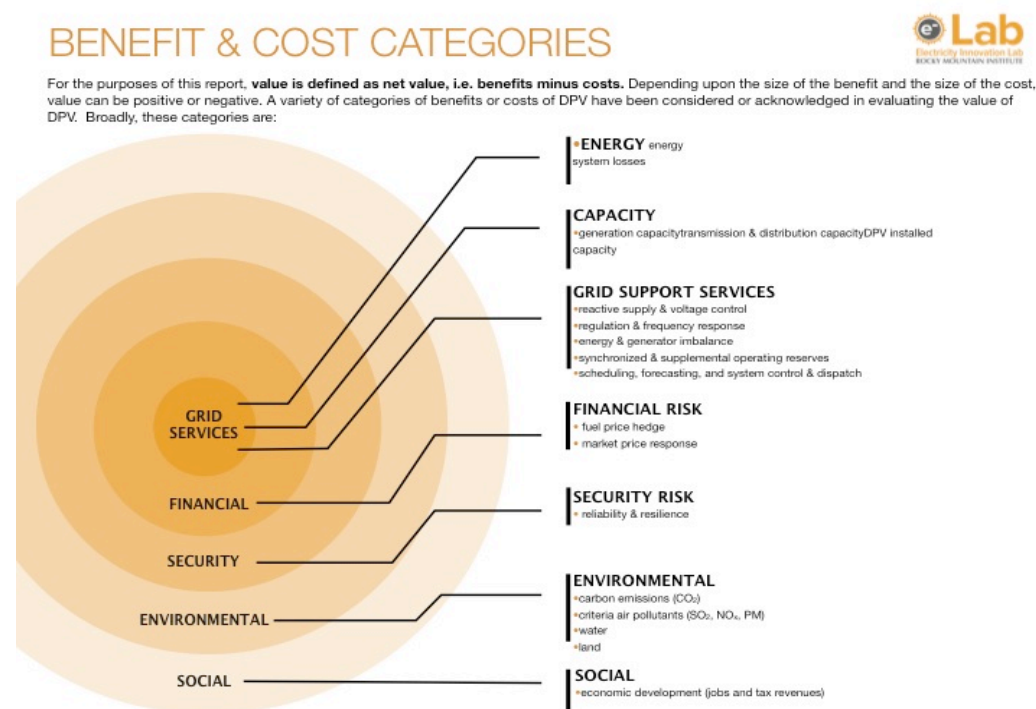 BENEFIT & COST CATEGORIES
e⁻ Lab
Electricity Innovation Lab
ROCKY MOUNTAIN INSTITUTE
For the purposes of this report, value is defined as net value, i.e. benefits minus costs. Depending upon the size of the benefit and the size of the cost,
value can be positive or negative. A variety of categories of benefits or costs of DPV have been considered or acknowledged in evaluating the value of
DPV. Broadly, these categories are:
•ENERGY energy
system losses
CAPACITY
•generation capacitytransmission & distribution capacityDPV installed
capacity
GRID SUPPORT SERVICES
•reactive supply & voltage control
•regulation & frequency response
•energy & generator imbalance
•synchronized & supplemental operating reserves
•scheduling, forecasting, and system control & dispatch
GRID
SERVICES
FINANCIAL RISK
• fuel price hedge
• market price response
FINANCIAL
SECURITY RISK
• reliability & resilience
SECURITY
ENVIRONMENTAL
•carbon emissions (CO₂)
•criteria air pollutants (SO₂, NOₓ, PM)
•water
•land
ENVIRONMENTAL
SOCIAL
•economic development (jobs and tax revenues)
SOCIAL